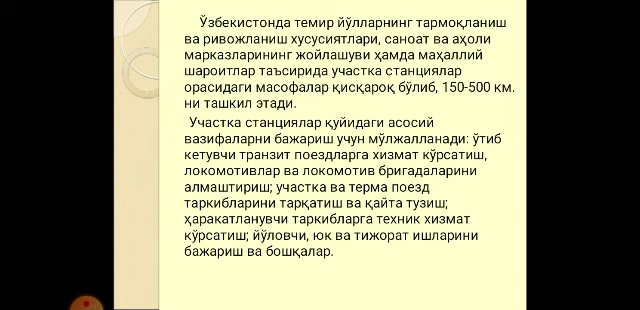 Ўзбекистонда темир йўлларнинг тармоқланиш
ва ривожланиш хусусиятлари, саноат ва аҳоли
марказларининг жойлашуви ҳамда маҳаллий
шароитлар таъсирида участка станциялар
орасидаги масофалар қисқароқ бўлиб, 150-500 км.
ни ташкил этади.
Участка станциялар қуйидаги асосий
вазифаларни бажариш учун мўлжалланади: ўтиб
кетувчи транзит поездларга хизмат кўрсатиш,
локомотивлар ва локомотив бригадаларини
алмаштириш; участка ва терма поезд
таркибларини тарқатиш ва қайта тузиш;
ҳаракатланувчи таркибларга техник хизмат
кўрсатиш; йўловчи, юк ва тижорат ишларини
бажариш ва бошқалар.